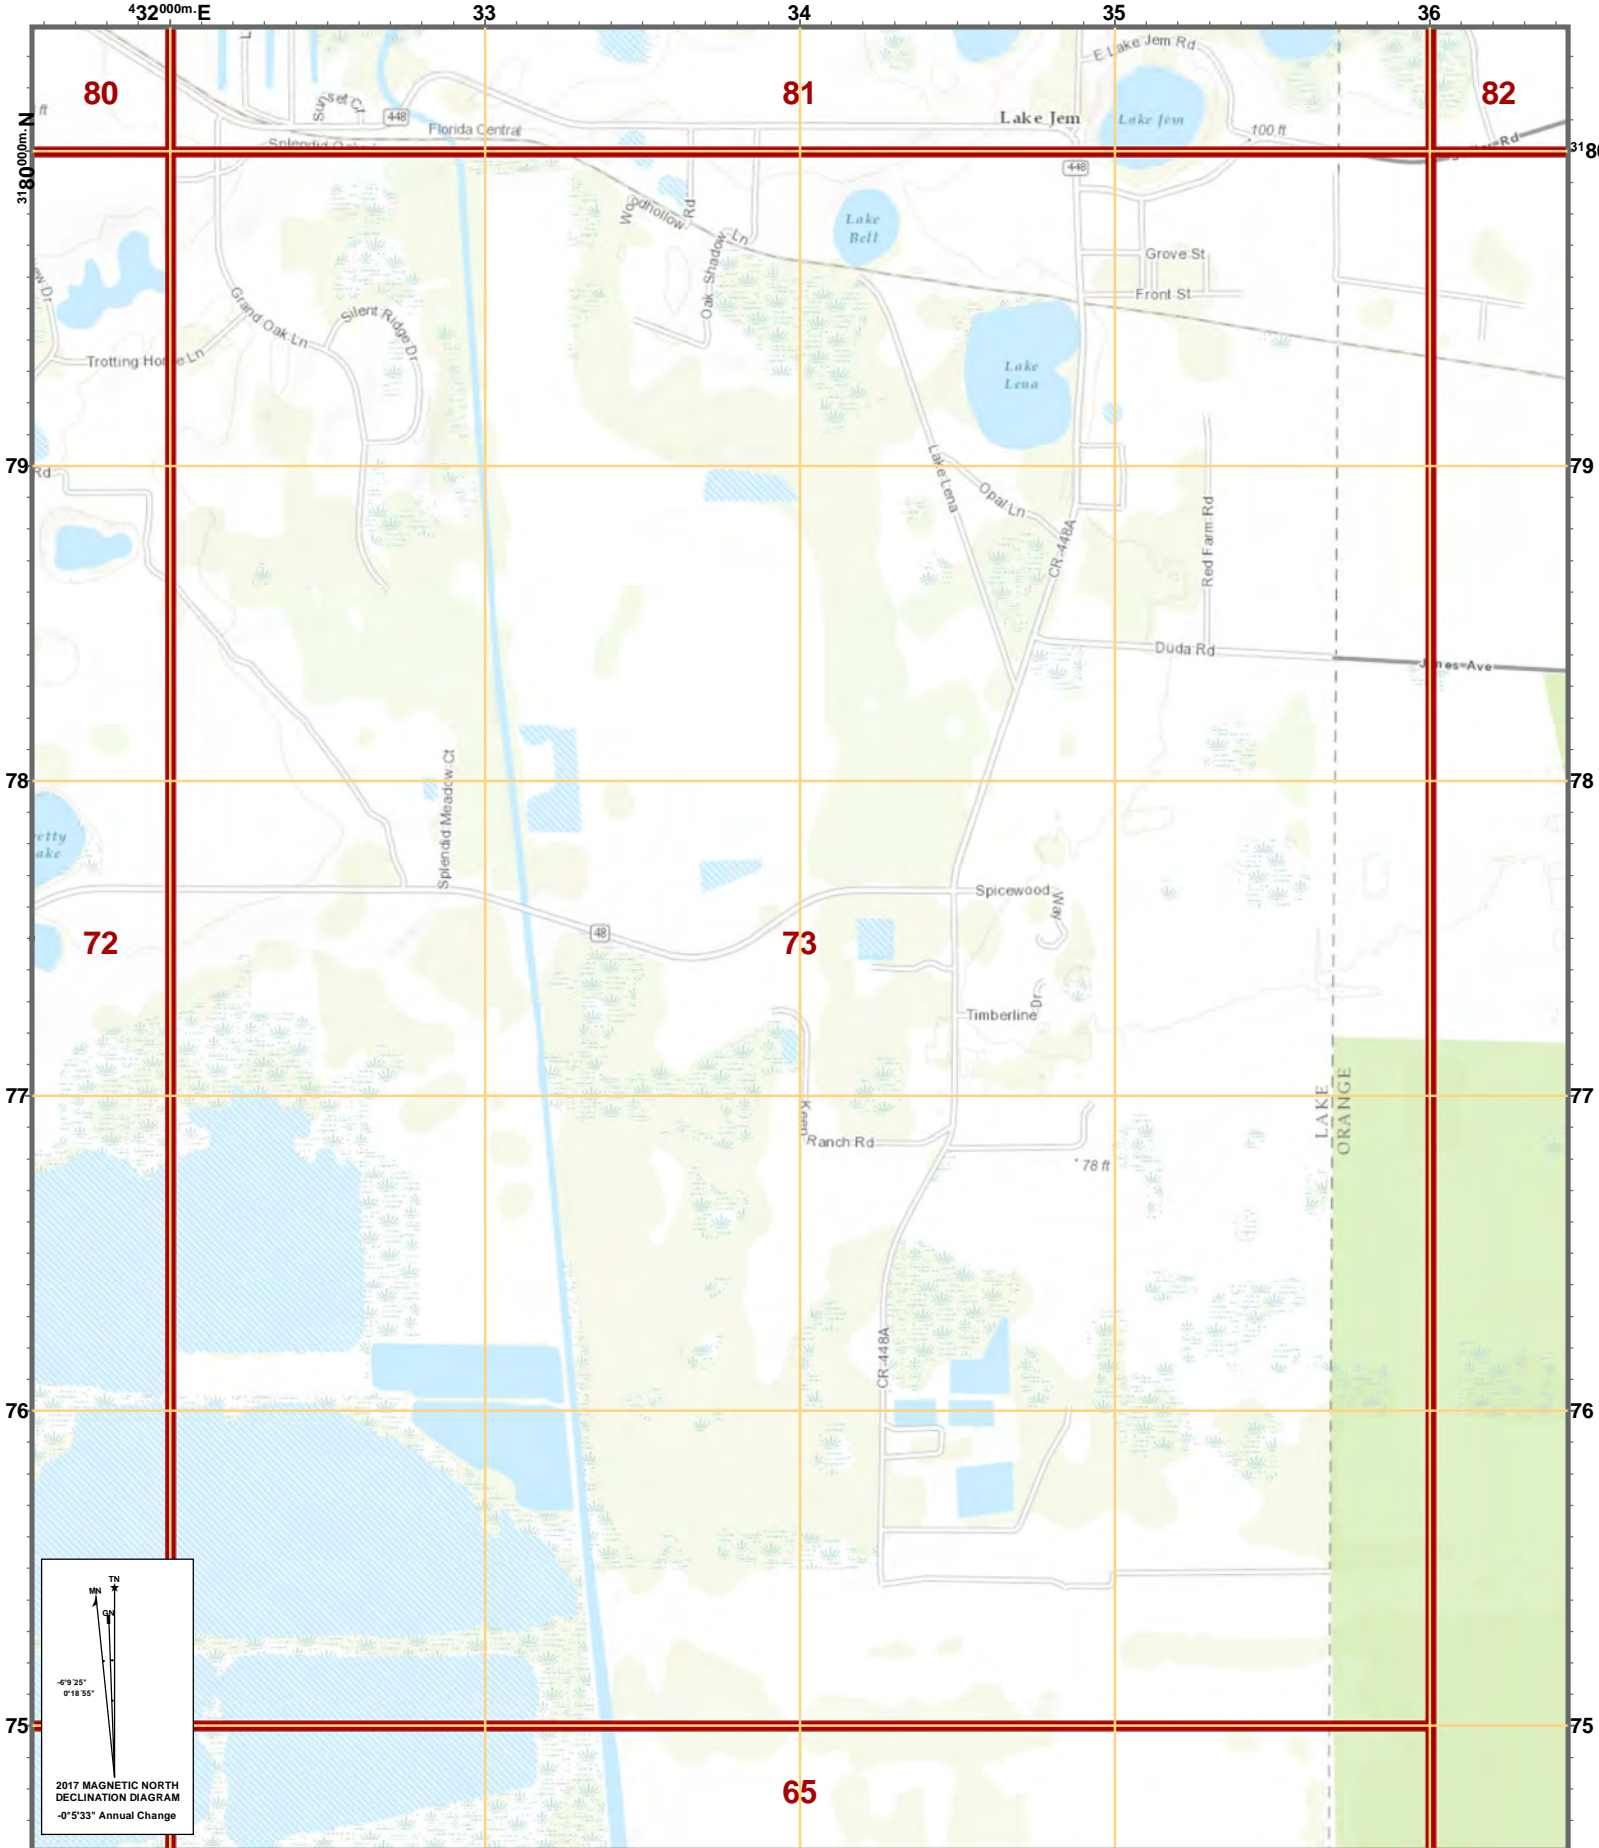 432000m.E 33 34 35 36
E Lake Jem Rd
80 81 82
ft
Sunset Ct
448
Lake Jem
Lake Jem
Florida Central
100 ft
3180000m.N
448
Woodhollow Rd
Lake
Bell
Oak Shadow Ln
Grove St
Front St
Grand Oak Ln
Silent Ridge Dr
Lake
Lena
79 79
Rd
Lake Lena
Opal Ln
CR-448A
Red Farm Rd
Duda Rd
78 78
Splendid Meadow Ct
Spicewood Way
48
72 73
Timberline Dr
77 77
LAKE
ORANGE
Keen Ranch Rd
78 ft
CR-448A
76 76
TN
MN
GN
-6°9'25"
0°18'55"
75 75
2017 MAGNETIC NORTH
DECLINATION DIAGRAM
-0°5'33" Annual Change
65